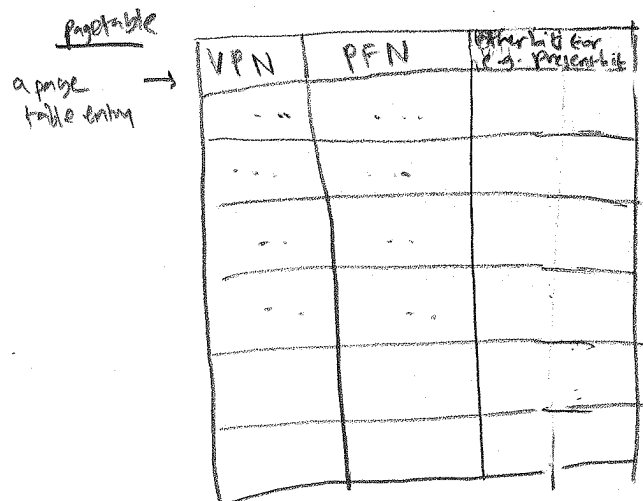 pagetable
a page
table entry
VPN
PFN
other bits for
e.g. present bit